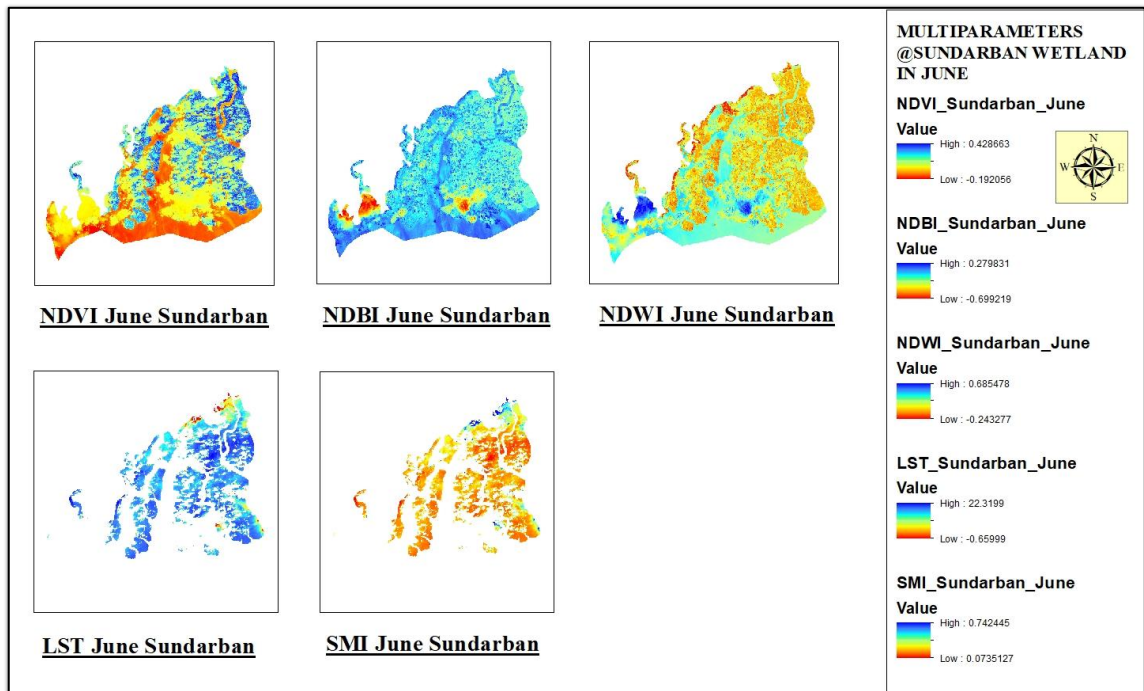 NDVI June Sundarban
NDBI June Sundarban
NDWI June Sundarban
LST June Sundarban
SMI June Sundarban
MULTIPARAMETERS
@SUNDARBAN WETLAND
IN JUNE
NDVI_Sundarban_June
Value
High : 0.428663
Low : -0.192056
N
W
E
S
NDBI_Sundarban_June
Value
High : 0.279831
Low : -0.699219
NDWI_Sundarban_June
Value
High : 0.685478
Low : -0.243277
LST_Sundarban_June
Value
High : 22.3199
Low : -0.65999
SMI_Sundarban_June
Value
High : 0.742445
Low : 0.0735127